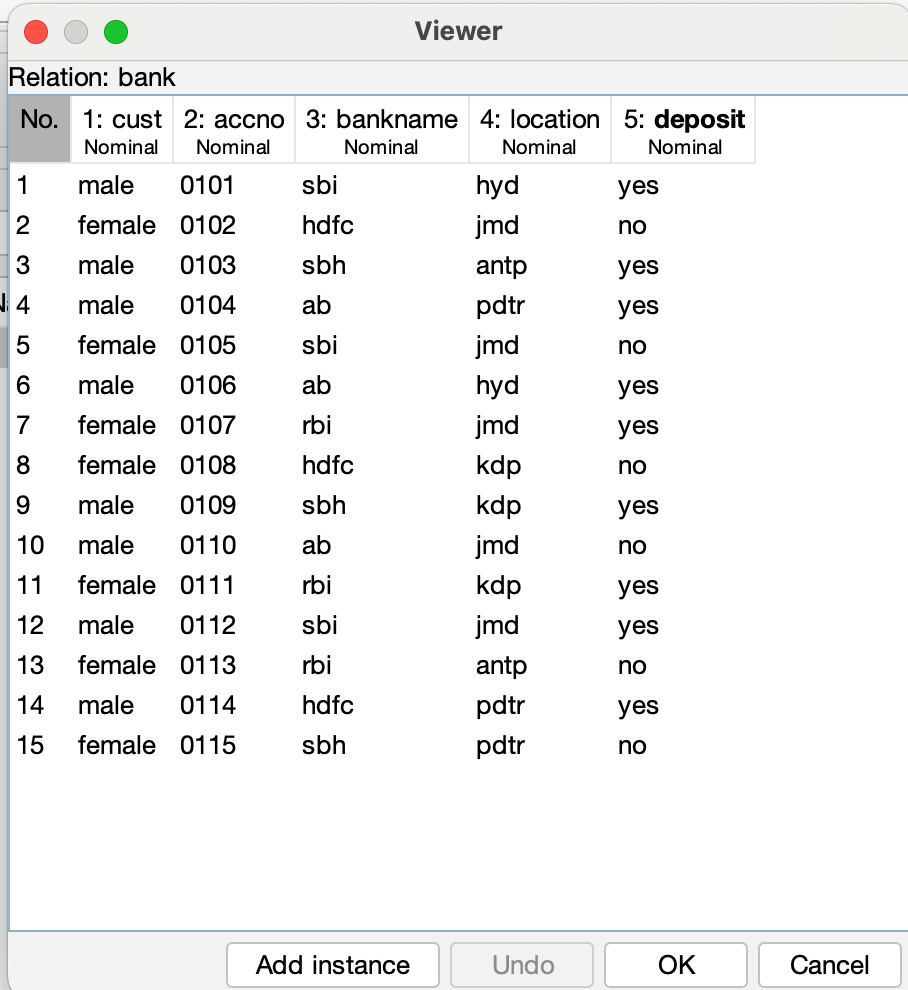 Viewer
Relation: bank
No. 1: cust 2: accno 3: bankname 4: location 5: deposit
Nominal Nominal Nominal Nominal Nominal
1 male 0101 sbi hyd yes
2 female 0102 hdfc jmd no
3 male 0103 sbh antp yes
4 male 0104 ab pdtr yes
5 female 0105 sbi jmd no
6 male 0106 ab hyd yes
7 female 0107 rbi jmd yes
8 female 0108 hdfc kdp no
9 male 0109 sbh kdp yes
10 male 0110 ab jmd no
11 female 0111 rbi kdp yes
12 male 0112 sbi jmd yes
13 female 0113 rbi antp no
14 male 0114 hdfc pdtr yes
15 female 0115 sbh pdtr no
Add instance Undo OK Cancel